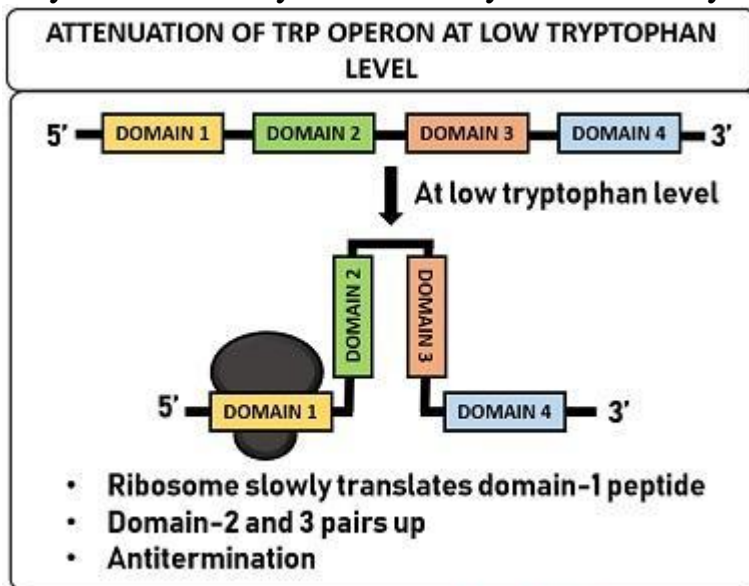 ATTENUATION OF TRP OPERON AT LOW TRYPTOPHAN
LEVEL
5’ DOMAIN 1 DOMAIN 2 DOMAIN 3 DOMAIN 4 3’
At low tryptophan level
DOMAIN 2
DOMAIN 3
5’ DOMAIN 1 DOMAIN 4 3’
• Ribosome slowly translates domain-1 peptide
• Domain-2 and 3 pairs up
• Antitermination